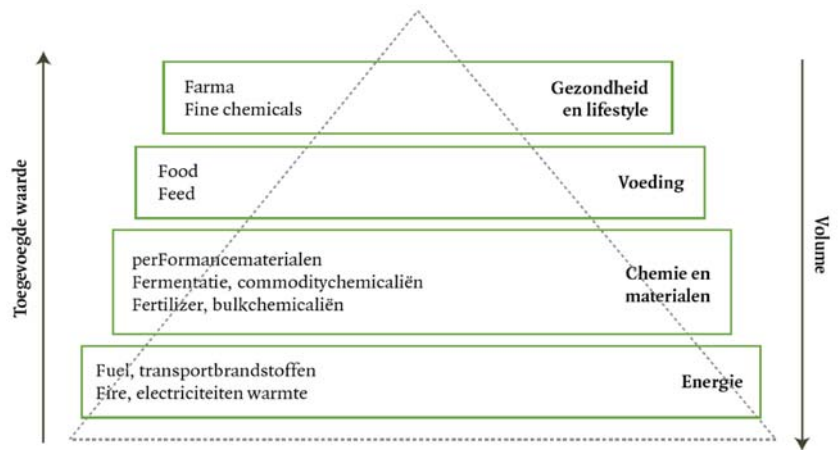 Farma
Fine chemicals
Gezondheid
en lifestyle
Food
Feed
Voeding
perFormancematerialen
Fermentatie, commoditychemicaliën
Fertilizer, bulkchemicaliën
Chemie en
materialen
Fuel, transportbrandstoffen
Fire, electriciteiten warmte
Energie
Toegevoegde waarde
Volume